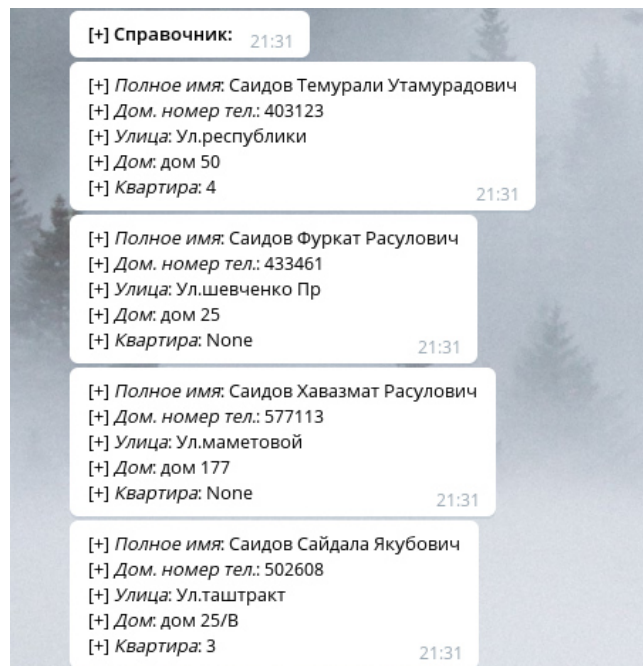 [+] Справочник: 21:31
[+] Полное имя: Саидов Темурали Утамурадович
[+] Дом. номер тел.: 403123
[+] Улица: Ул.республики
[+] Дом: дом 50
[+] Квартира: 4
21:31
[+] Полное имя: Саидов Фуркат Расулович
[+] Дом. номер тел.: 433461
[+] Улица: Ул.шевченко Пр
[+] Дом: дом 25
[+] Квартира: None
21:31
[+] Полное имя: Саидов Хавазмат Расулович
[+] Дом. номер тел.: 577113
[+] Улица: Ул.маметовой
[+] Дом: дом 177
[+] Квартира: None
21:31
[+] Полное имя: Саидов Сайдала Якубович
[+] Дом. номер тел.: 502608
[+] Улица: Ул.таштракт
[+] Дом: дом 25/В
[+] Квартира: 3
21:31